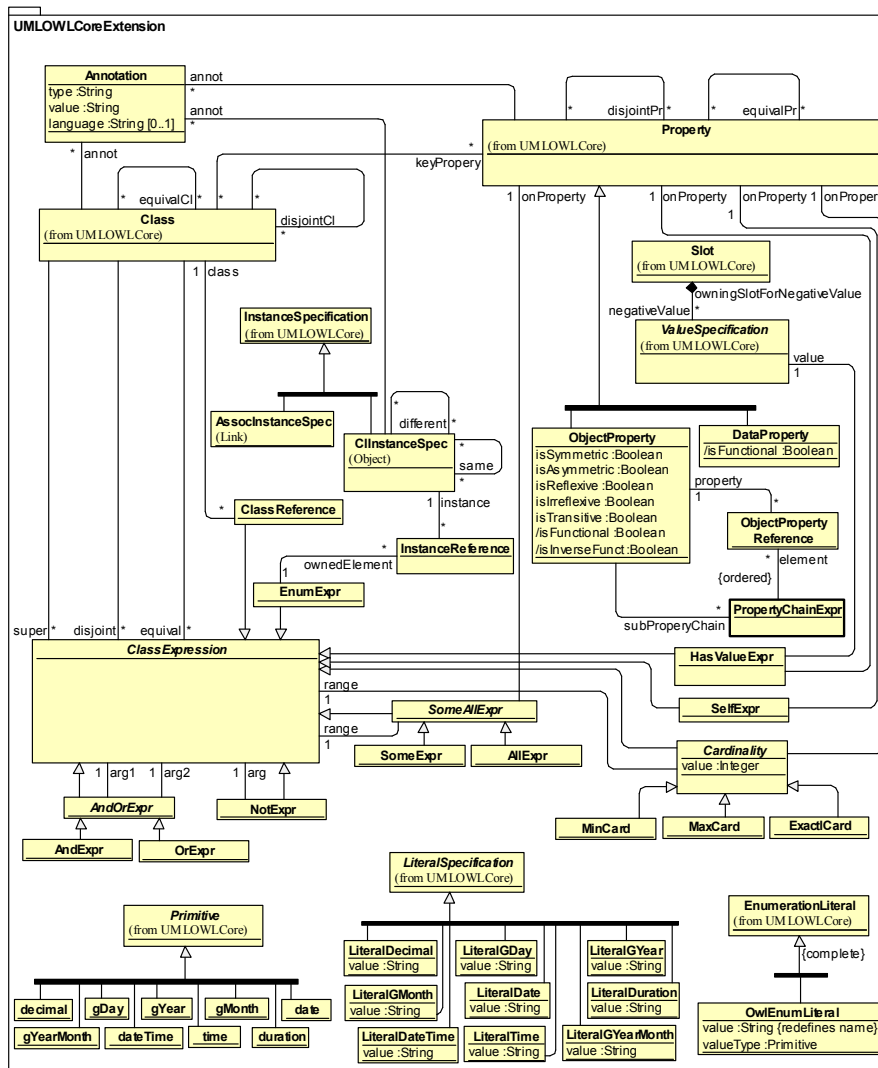 UMLOWLCoreExtension
Annotation
type :String
value :String
language :String [0..1]
annot
*
annot
*
* annot
* equivalCl *
*
disjointCl
*
Class
(from UMLOWLCore)
* disjointPr *
* equivalPr *
Property
(from UMLOWLCore)
*
keyPropery
*
1 onProperty
1 onProperty
1
onProperty 1 onProper
1 class
Slot
(from UMLOWLCore)
owningSlotForNegativeValue
negativeValue *
ValueSpecification
(from UMLOWLCore)
value
1
InstanceSpecification
(from UMLOWLCore)
AssocInstanceSpec
(Link)
* different *
ClInstanceSpec
(Object)
*
same
*
1 instance
*
InstanceReference
*
ownedElement
1
EnumExpr
* ClassReference
ObjectProperty
isSymmetric :Boolean
isAsymmetric :Boolean
isReflexive :Boolean
isIrreflexive :Boolean
isTransitive :Boolean
/isFunctional :Boolean
/isInverseFunct :Boolean
DataProperty
/isFunctional :Boolean
property
1
*
ObjectProperty
Reference
* element
{ordered}
PropertyChainExpr
*
subProperyChain
super *
disjoint *
equival *
ClassExpression
range
1
range
1
SomeAllExpr
SomeExpr
AllExpr
HasValueExpr
SelfExpr
Cardinality
value :Integer
MinCard
MaxCard
ExactlCard
1 arg1
1 arg2
1 arg
AndOrExpr
NotExpr
AndExpr
OrExpr
Primitive
(from UMLOWLCore)
decimal
gDay
gYear
gMonth
date
gYearMonth
dateTime
time
duration
LiteralSpecification
(from UMLOWLCore)
LiteralDecimal
value :String
LiteralGDay
value :String
LiteralGYear
value :String
LiteralGMonth
value :String
LiteralDate
value :String
LiteralDuration
value :String
LiteralDateTime
value :String
LiteralTime
value :String
LiteralGYearMonth
value :String
EnumerationLiteral
(from UMLOWLCore)
{complete}
OwlEnumLiteral
value :String {redefines name}
valueType :Primitive